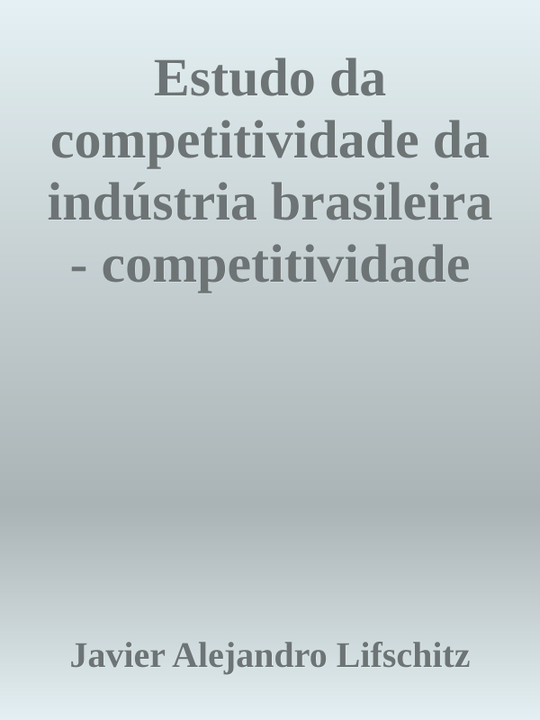 Estudo da
competitividade da
indústria brasileira
- competitividade
Javier Alejandro Lifschitz